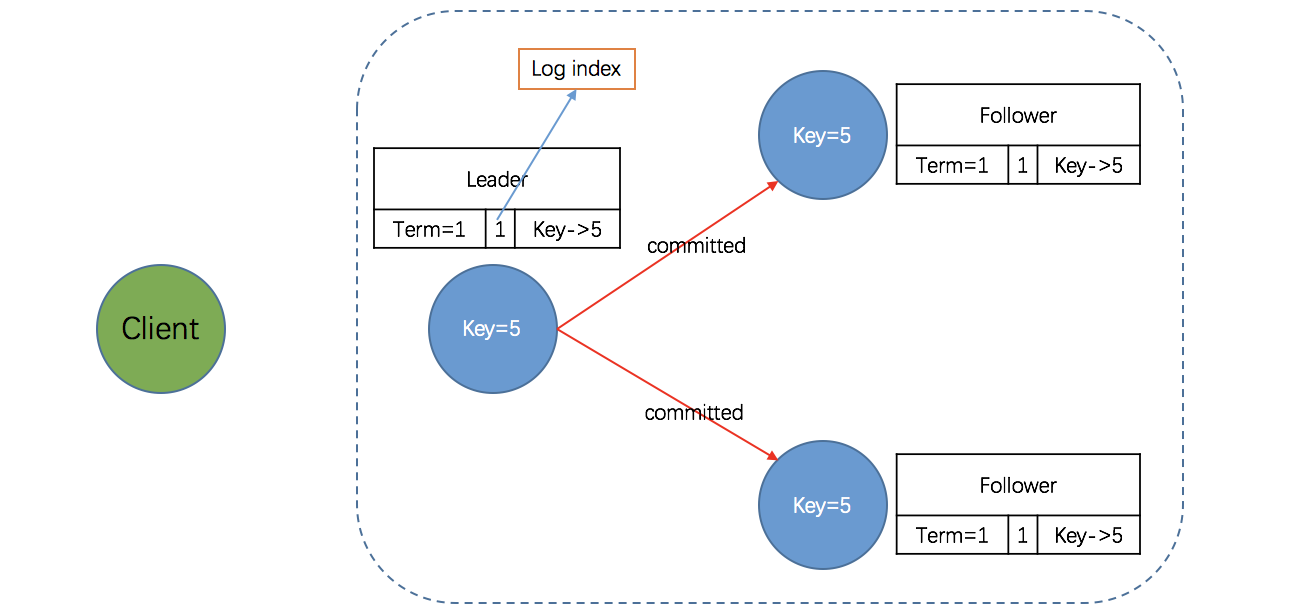 Log index
Leader
Term=1 1 Key->5
Key=5
Client
committed
committed
Key=5
Follower
Term=1 1 Key->5
Key=5
Follower
Term=1 1 Key->5